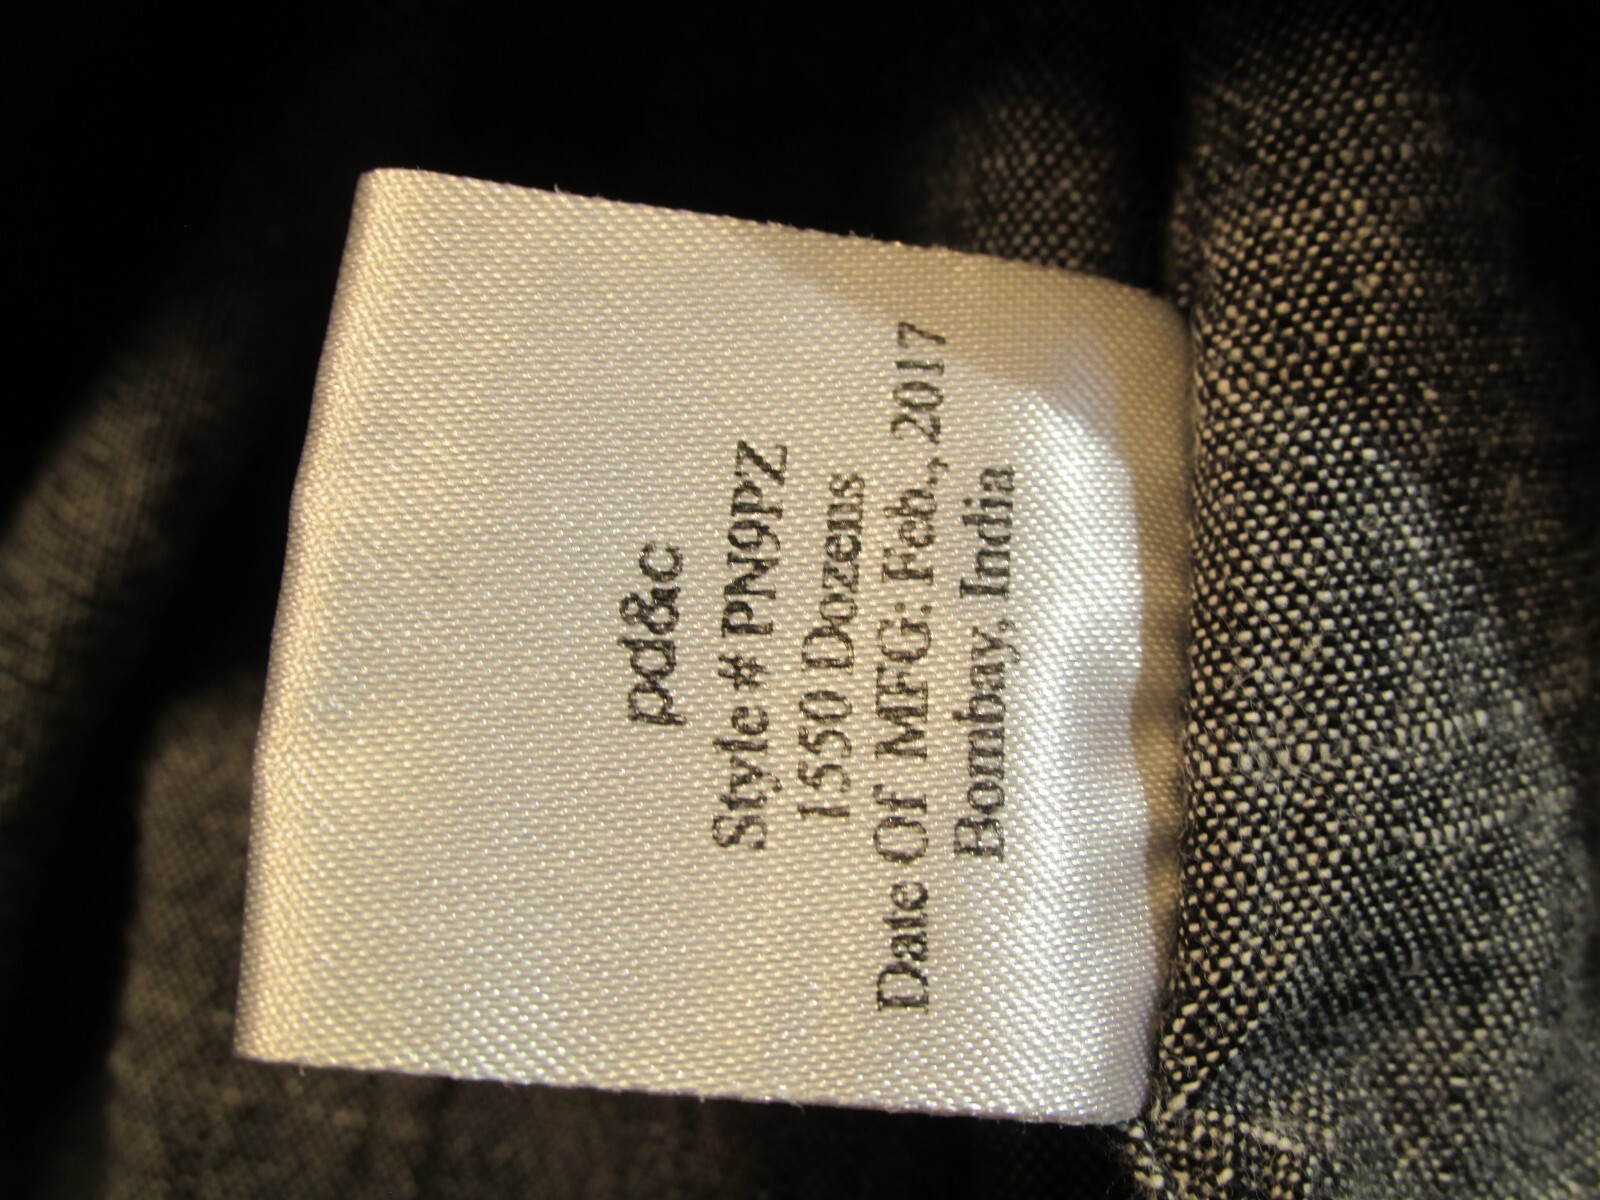 pd&c
Style # PN9PZ
1550 Dozens
Date Of MFG: Feb., 2017
Bombay, India